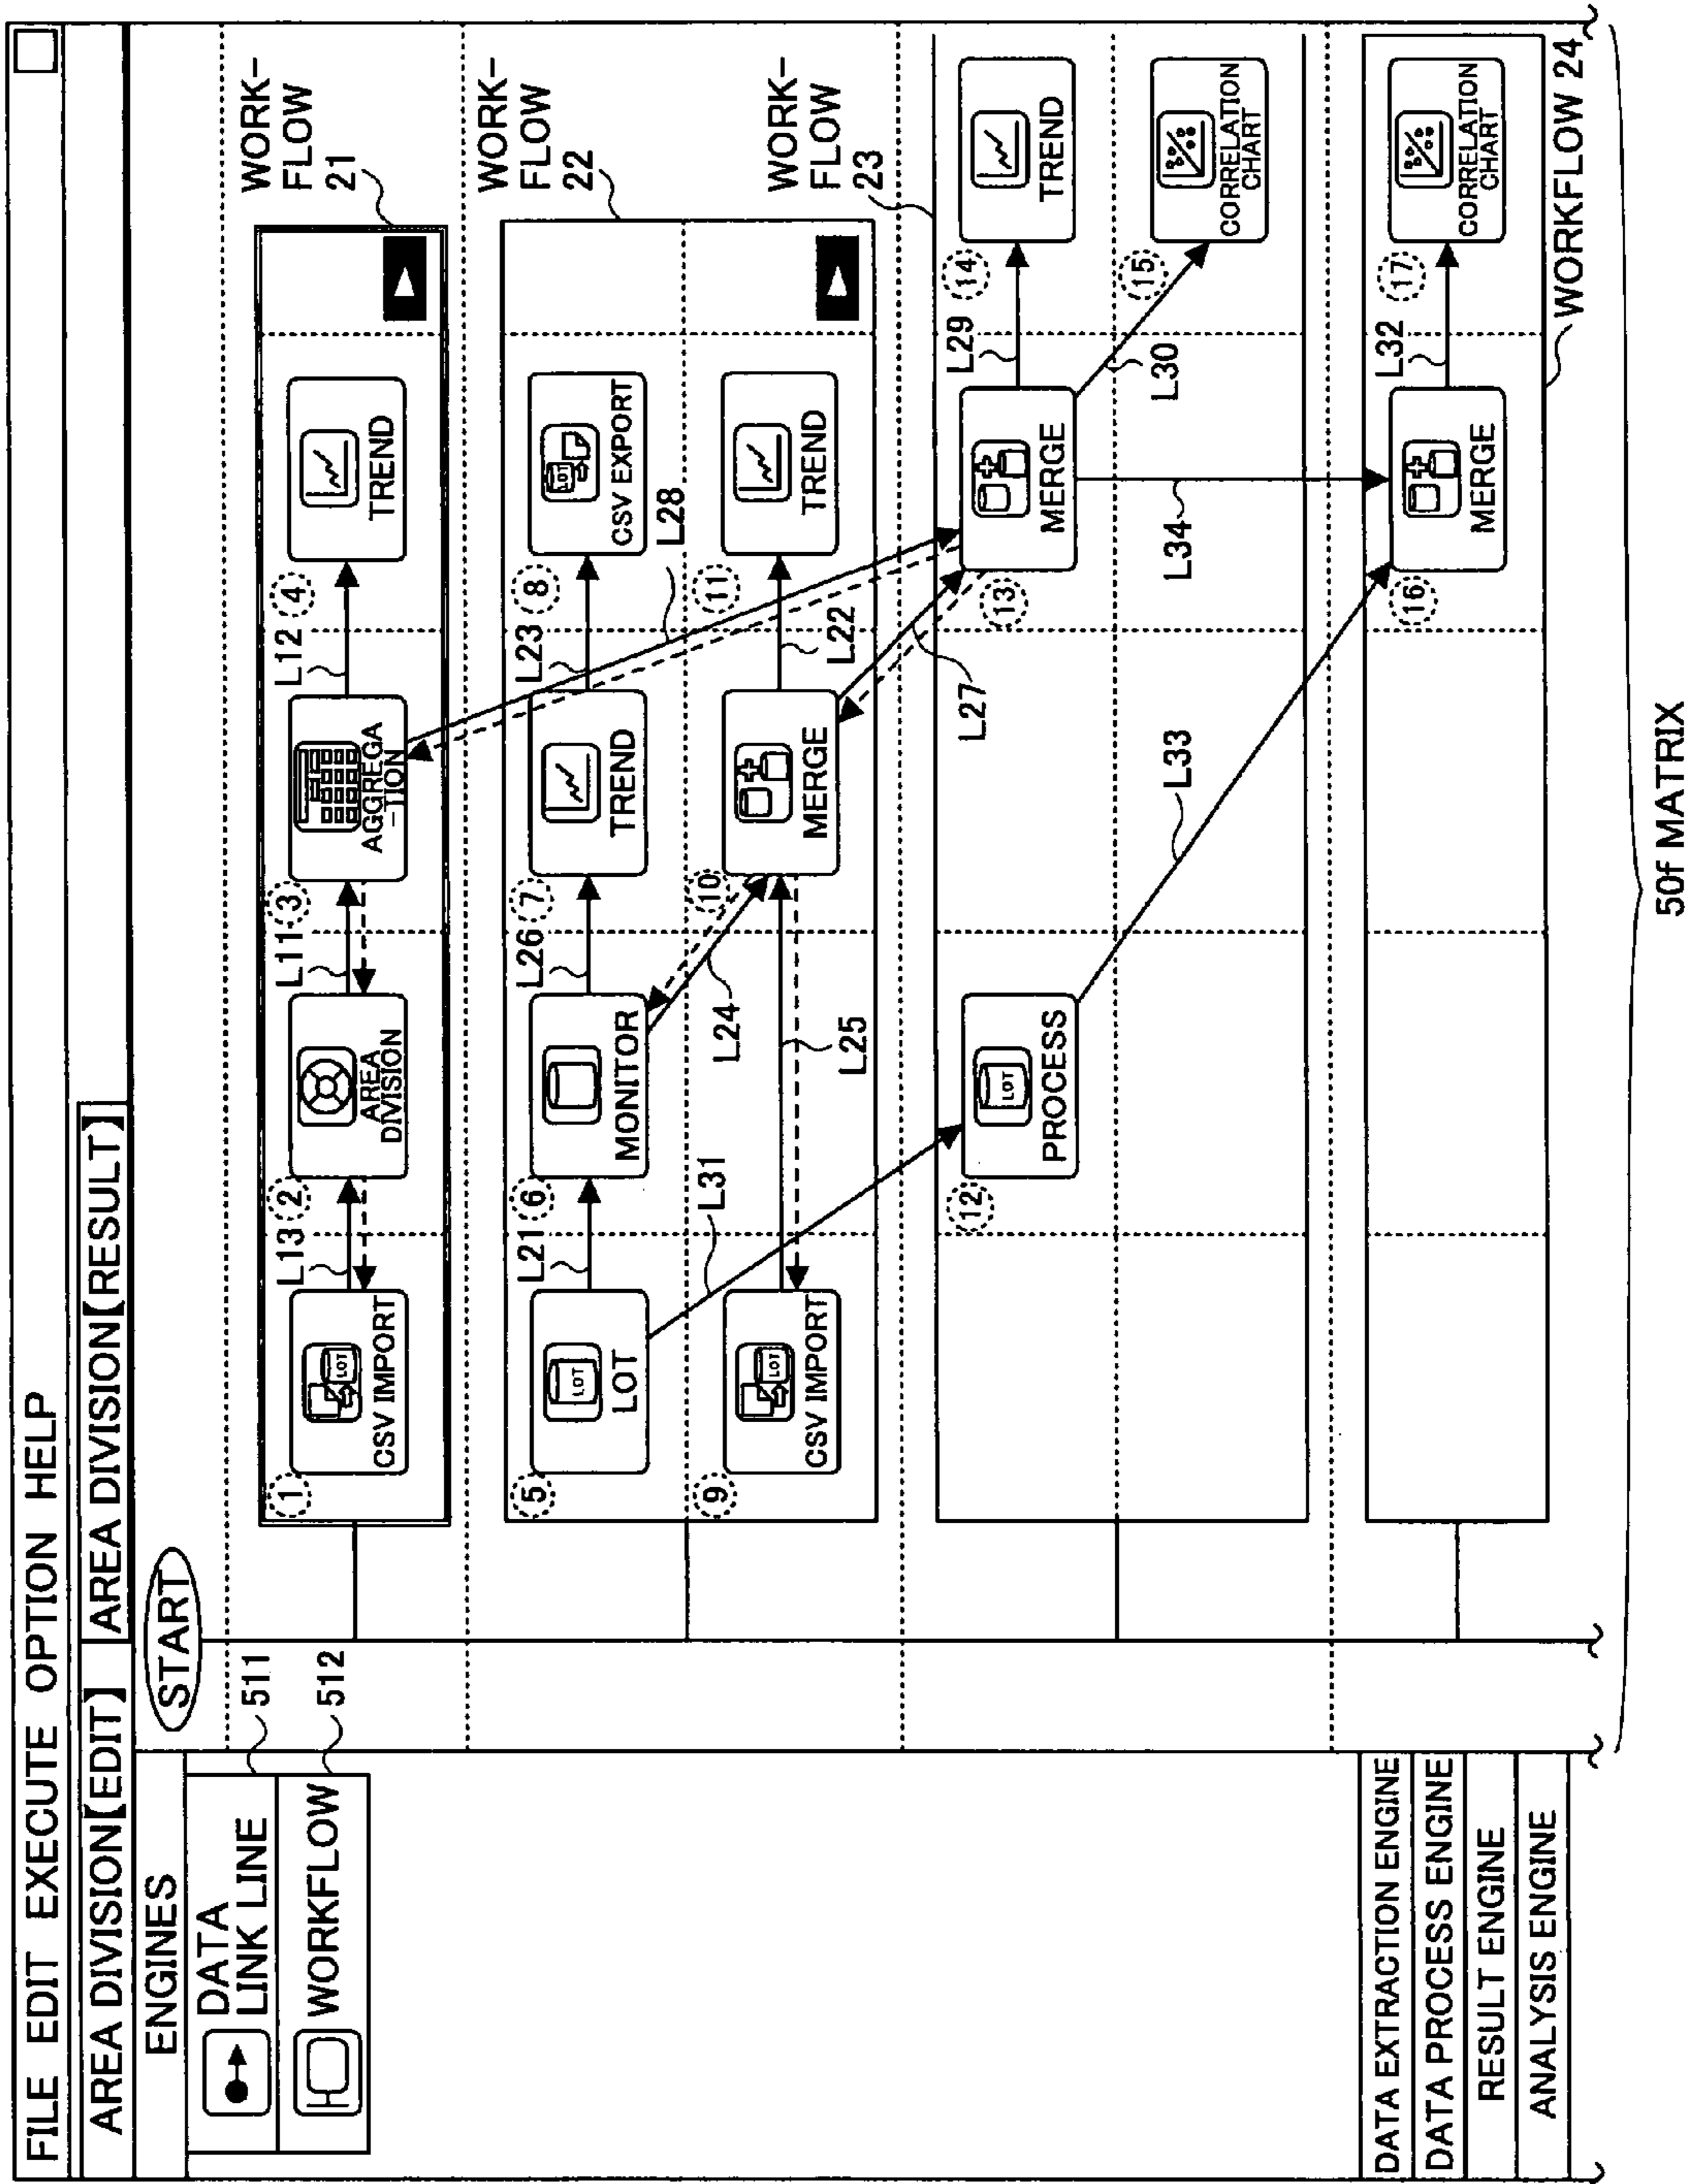 FILE EDIT EXECUTE OPTION HELP
AREA DIVISION[EDIT]
AREA DIVISION[RESULT]
ENGINES
DATA
LINK LINE
511
WORKFLOW
512
DATA EXTRACTION ENGINE
DATA PROCESS ENGINE
RESULT ENGINE
ANALYSIS ENGINE
START
WORK-
FLOW
21
1
CSV IMPORT
LOT
L13
2
AREA
DIVISION
L11
3
AGGREGA
-TION
L12
4
TREND
WORK-
FLOW
22
5
LOT
LOT
L21
6
MONITOR
L26
7
TREND
L23
8
LOT
CSV EXPORT
L28
L31
9
CSV IMPORT
LOT
L24
L25
10
MERGE
L22
11
TREND
WORK-
FLOW
23
12
LOT
PROCESS
L27
13
MERGE
L29
14
TREND
L30
15
CORRELATION
CHART
L33
L34
16
MERGE
L32
17
CORRELATION
CHART
WORKFLOW 24
50f MATRIX